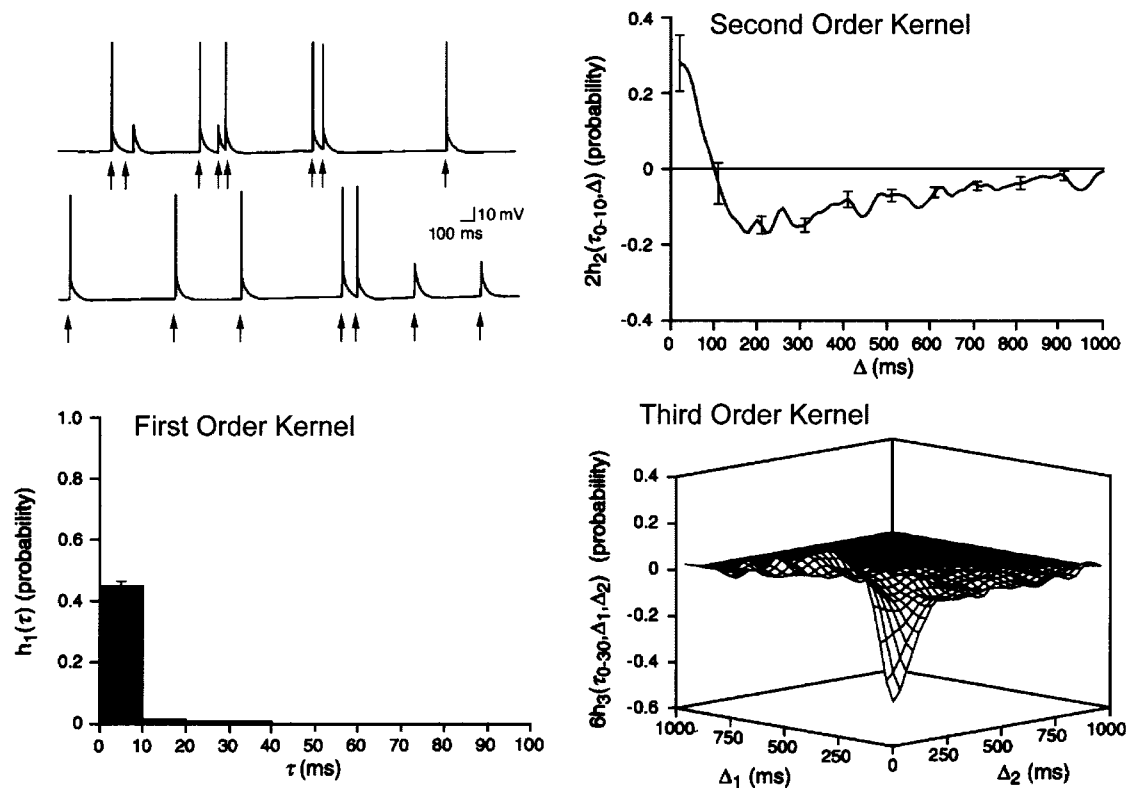 10 mV
100 ms
Second Order Kernel
2h₂(τ₀₋₁₀,Δ) (probability)
0.4
0.2
0
-0.2
-0.4
0 100 200 300 400 500 600 700 800 900 1000
Δ (ms)
First Order Kernel
h₁(τ) (probability)
1.0
0.8
0.6
0.4
0.2
0
0 10 20 30 40 50 60 70 80 90 100
τ (ms)
Third Order Kernel
6h₃(τ₀₋₃₀,Δ₁,Δ₂) (probability)
0.4
0.2
0
-0.2
-0.4
-0.6
1000 750 500 250 0 250 500 750 1000
Δ₁ (ms)
Δ₂ (ms)